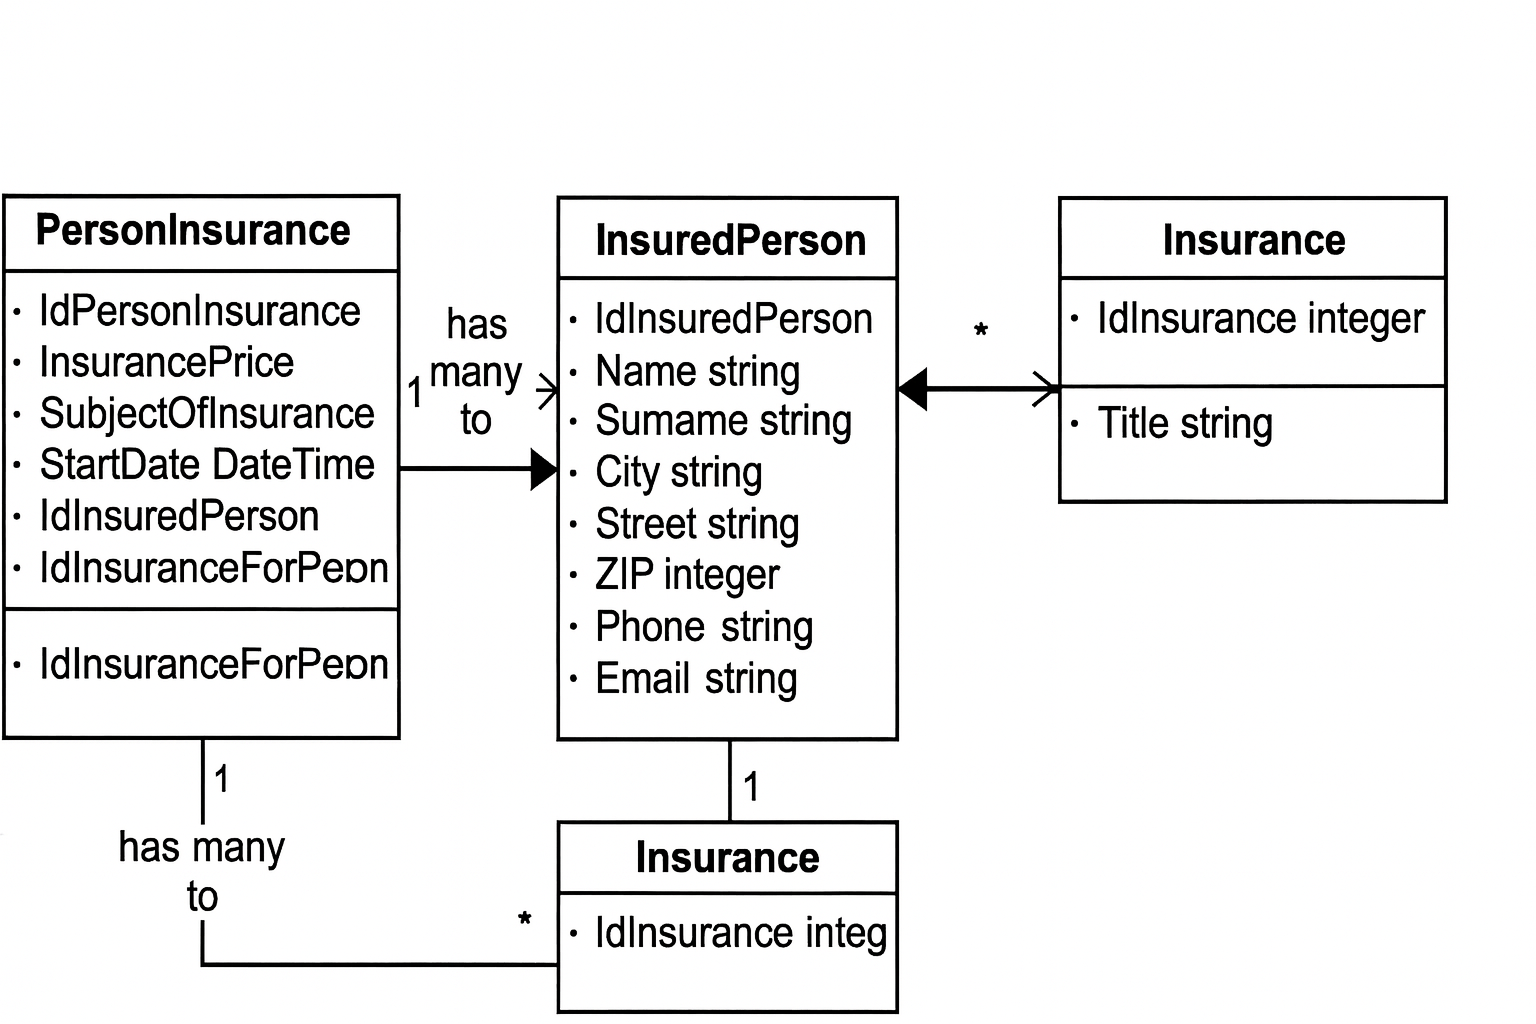 PersonInsurance
· IdPersonInsurance
· InsurancePrice
· SubjectOfInsurance
· StartDate DateTime
· IdInsuredPerson
· IdInsuranceForPeɒn
· IdInsuranceForPeɒn
has
1 many
to
InsuredPerson
· IdInsuredPerson
· Name string
· Sumame string
· City string
· Street string
· ZIP integer
· Phone string
· Email string
*
Insurance
· IdInsurance integer
· Title string
1
has many
to
*
1
Insurance
· IdInsurance integ